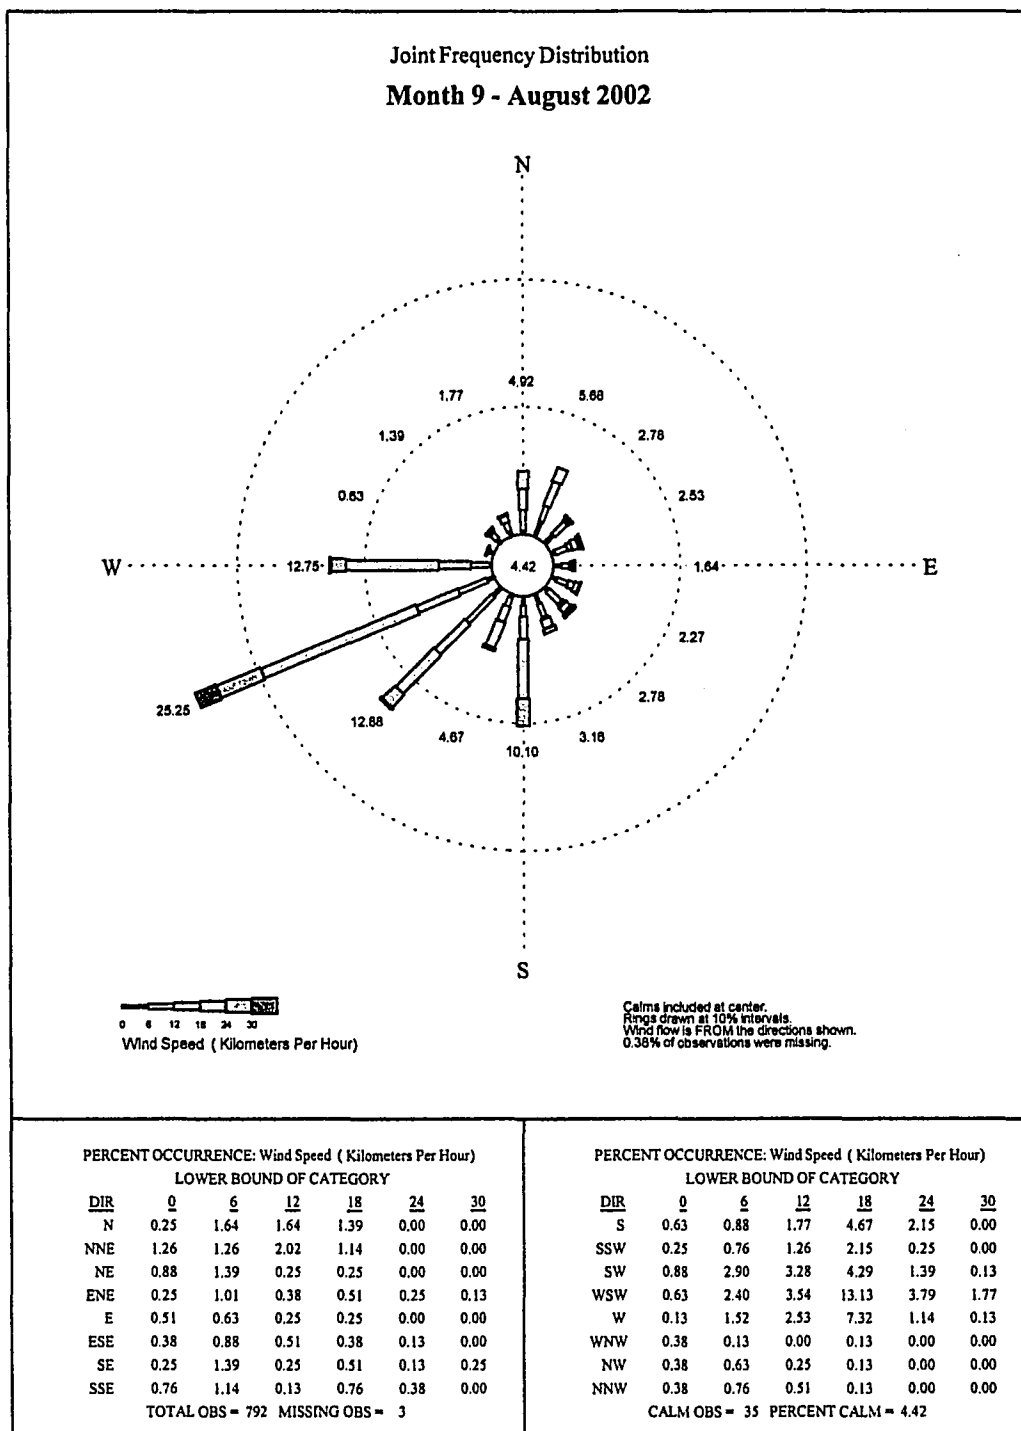 Joint Frequency Distribution
Month 9 - August 2002
N
4.92
1.77
5.68
1.39
2.78
0.63
2.53
W
12.75
4.42
1.64
E
2.27
25.25
2.78
12.88
4.67
3.16
10.10
S
0 6 12 18 24 30
Wind Speed ( Kilometers Per Hour)
Calms included at center.
Rings drawn at 10% intervals.
Wind flow is FROM the directions shown.
0.38% of observations were missing.
PERCENT OCCURRENCE: Wind Speed ( Kilometers Per Hour)
LOWER BOUND OF CATEGORY
DIR 0 6 12 18 24 30
N 0.25 1.64 1.64 1.39 0.00 0.00
NNE 1.26 1.26 2.02 1.14 0.00 0.00
NE 0.88 1.39 0.25 0.25 0.00 0.00
ENE 0.25 1.01 0.38 0.51 0.25 0.13
E 0.51 0.63 0.25 0.25 0.00 0.00
ESE 0.38 0.88 0.51 0.38 0.13 0.00
SE 0.25 1.39 0.25 0.51 0.13 0.25
SSE 0.76 1.14 0.13 0.76 0.38 0.00
TOTAL OBS = 792 MISSING OBS = 3
PERCENT OCCURRENCE: Wind Speed ( Kilometers Per Hour)
LOWER BOUND OF CATEGORY
DIR 0 6 12 18 24 30
S 0.63 0.88 1.77 4.67 2.15 0.00
SSW 0.25 0.76 1.26 2.15 0.25 0.00
SW 0.88 2.90 3.28 4.29 1.39 0.13
WSW 0.63 2.40 3.54 13.13 3.79 1.77
W 0.13 1.52 2.53 7.32 1.14 0.13
WNW 0.38 0.13 0.00 0.13 0.00 0.00
NW 0.38 0.63 0.25 0.13 0.00 0.00
NNW 0.38 0.76 0.51 0.13 0.00 0.00
CALM OBS = 35 PERCENT CALM = 4.42